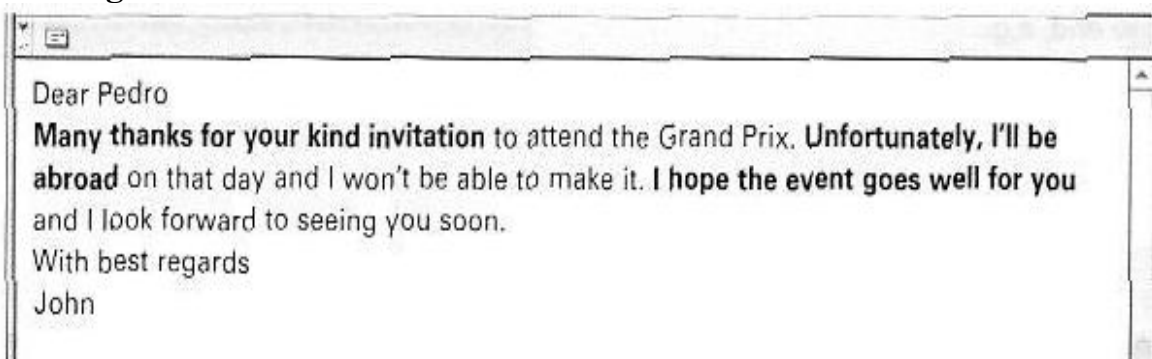 Dear Pedro
Many thanks for your kind invitation to attend the Grand Prix. Unfortunately, I'll be
abroad on that day and I won't be able to make it. I hope the event goes well for you
and I look forward to seeing you soon.
With best regards
John